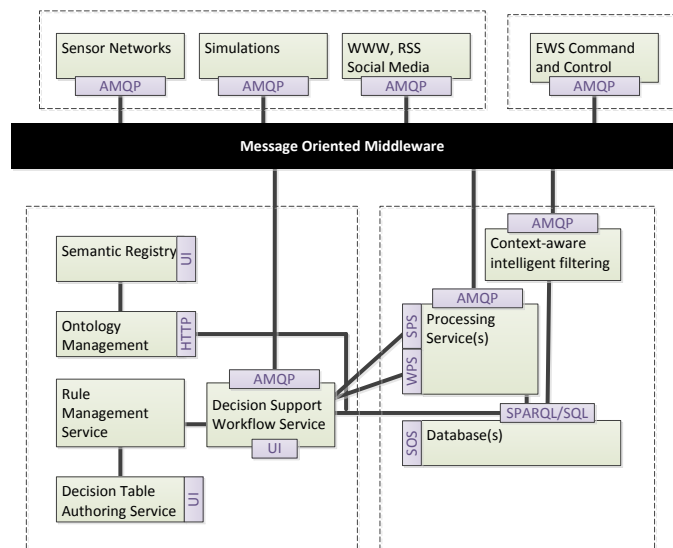 Sensor Networks
AMQP
Simulations
AMQP
WWW, RSS
Social Media
AMQP
EWS Command
and Control
AMQP
Message Oriented Middleware
Semantic Registry
UI
Ontology
Management
HTTP
Rule
Management
Service
AMQP
Decision Support
Workflow Service
UI
Decision Table
Authoring Service
UI
AMQP
Context-aware
intelligent filtering
AMQP
SPS
Processing
Service(s)
WPS
SPARQL/SQL
SOS
Database(s)